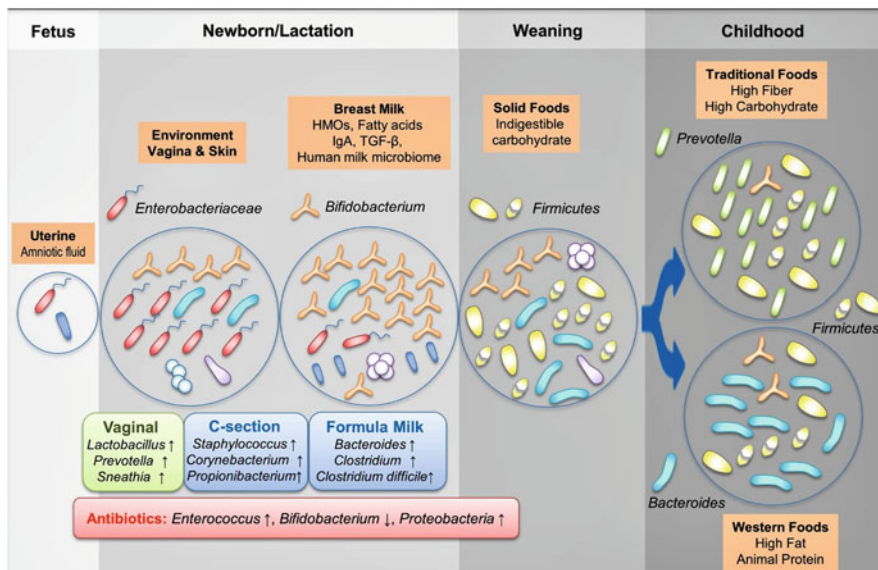 Fetus
Newborn/Lactation
Weaning
Childhood
Uterine
Amniotic fluid
Environment
Vagina & Skin
Enterobacteriaceae
Breast Milk
HMOs, Fatty acids
IgA, TGF-β,
Human milk microbiome
Bifidobacterium
Solid Foods
Indigestible
carbohydrate
Firmicutes
Traditional Foods
High Fiber
High Carbohydrate
Prevotella
Firmicutes
Bacteroides
Western Foods
High Fat
Animal Protein
Vaginal
Lactobacillus ↑
Prevotella ↑
Sneathia ↑
C-section
Staphylococcus ↑
Corynebacterium ↑
Propionibacterium↑
Formula Milk
Bacteroides ↑
Clostridium ↑
Clostridium difficile↑
Antibiotics: Enterococcus ↑, Bifidobacterium ↓, Proteobacteria ↑